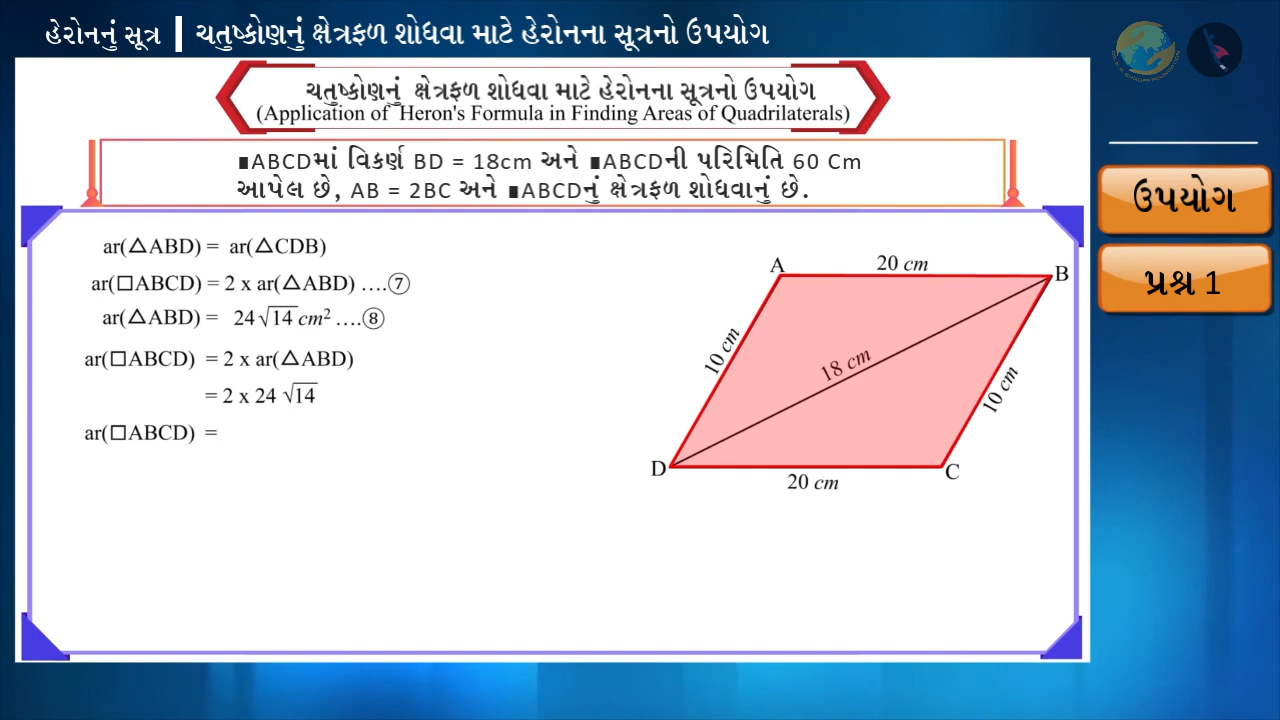 હેરોનનું સૂત્ર | ચતુષ્કોણનું ક્ષેત્રફળ શોધવા માટે હેરોનના સૂત્રનો ઉપયોગ
ચતુષ્કોણનું ક્ષેત્રફળ શોધવા માટે હેરોનના સૂત્રનો ઉપયોગ
(Application of Heron's Formula in Finding Areas of Quadrilaterals)
■ABCDમાં વિકર્ણ BD = 18cm અને ■ABCDની પરિમિતિ 60 Cm
આપેલ છે, AB = 2BC અને ■ABCDનું ક્ષેત્રફળ શોધવાનું છે.
ઉપયોગ
પ્રશ્ન 1
ar(△ABD) = ar(△CDB)
ar(□ABCD) = 2 x ar(△ABD) ....⑦
ar(△ABD) = 24√14 cm² ....⑧
ar(□ABCD) = 2 x ar(△ABD)
= 2 x 24 √14
ar(□ABCD) =
A
20 cm
B
10 cm
18 cm
10 cm
D
C
20 cm